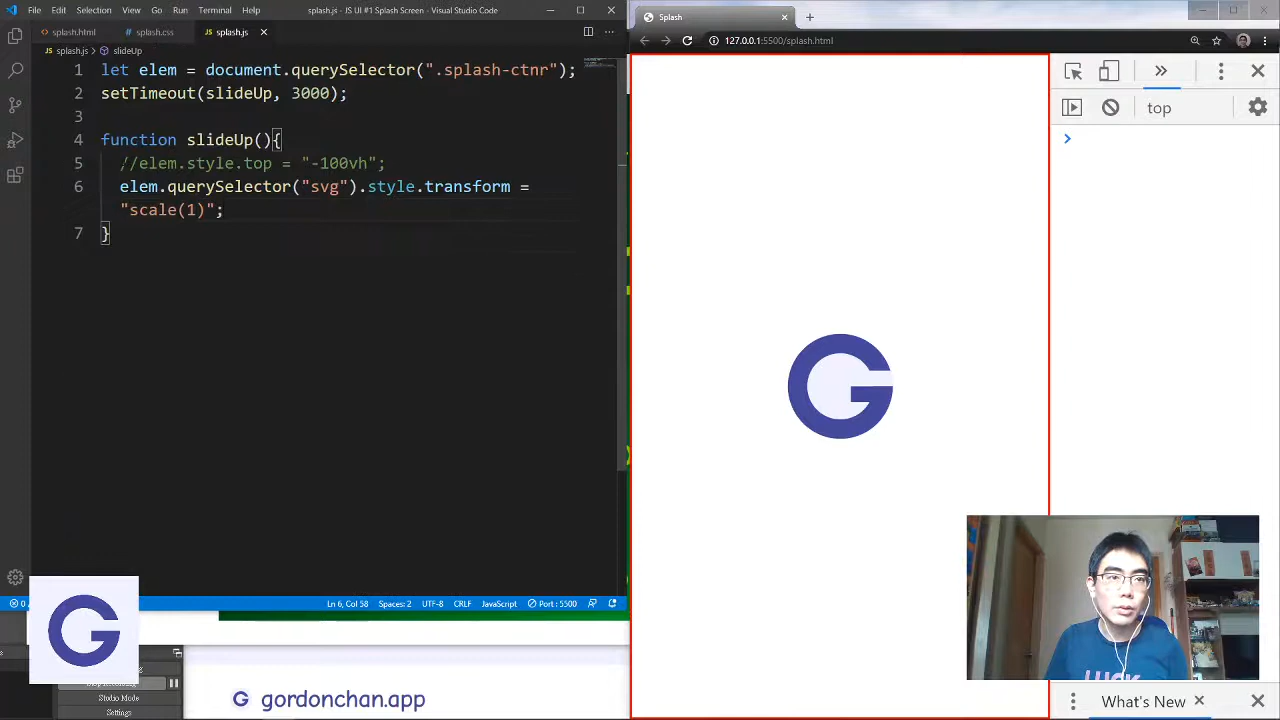 File Edit Selection View Go Run Terminal Help
splash.js - JS UI #1 Splash Screen - Visual Studio Code
splash.html
splash.css
splash.js
splash.js > slideUp
1 let elem = document.querySelector(".splash-ctnr");
2 setTimeout(slideUp, 3000);
3
4 function slideUp(){
5 //elem.style.top = "-100vh";
6 elem.querySelector("svg").style.transform =
"scale(1)";
7 }
Ln 6, Col 58 Spaces: 2 UTF-8 CRLF JavaScript Port : 5500
Splash
127.0.0.1:5500/splash.html
top
What's New
Studio Mode
Settings
G
G gordonchan.app
G